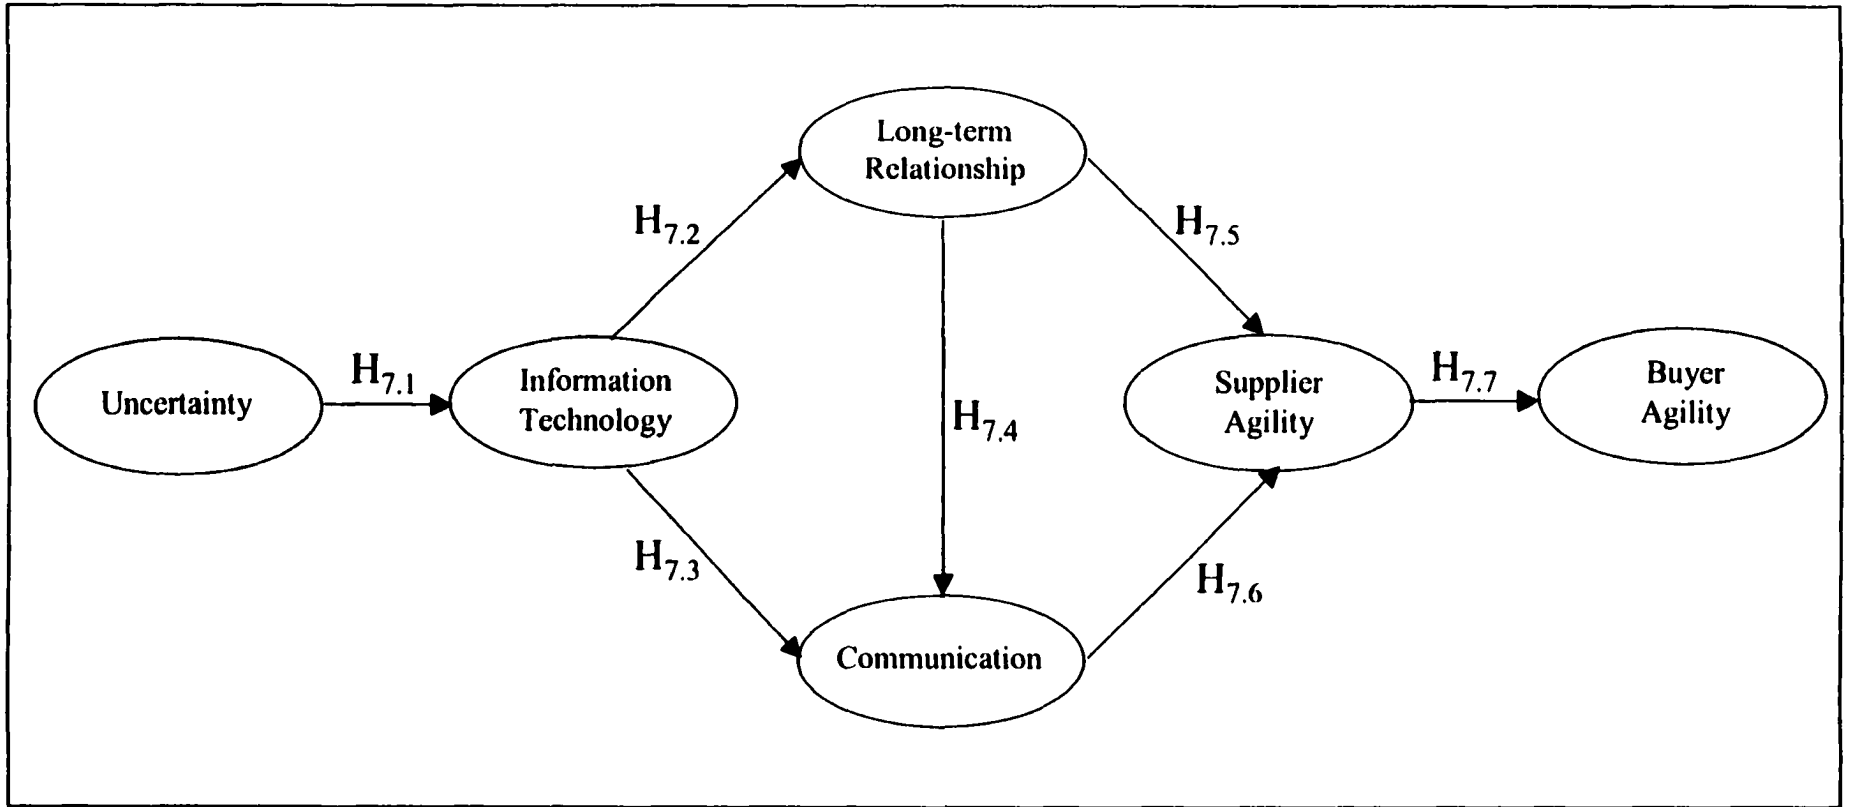 Long-term
Relationship
H7.2
H7.5
Uncertainty
H7.1
Information
Technology
H7.4
Supplier
Agility
H7.7
Buyer
Agility
H7.3
H7.6
Communication